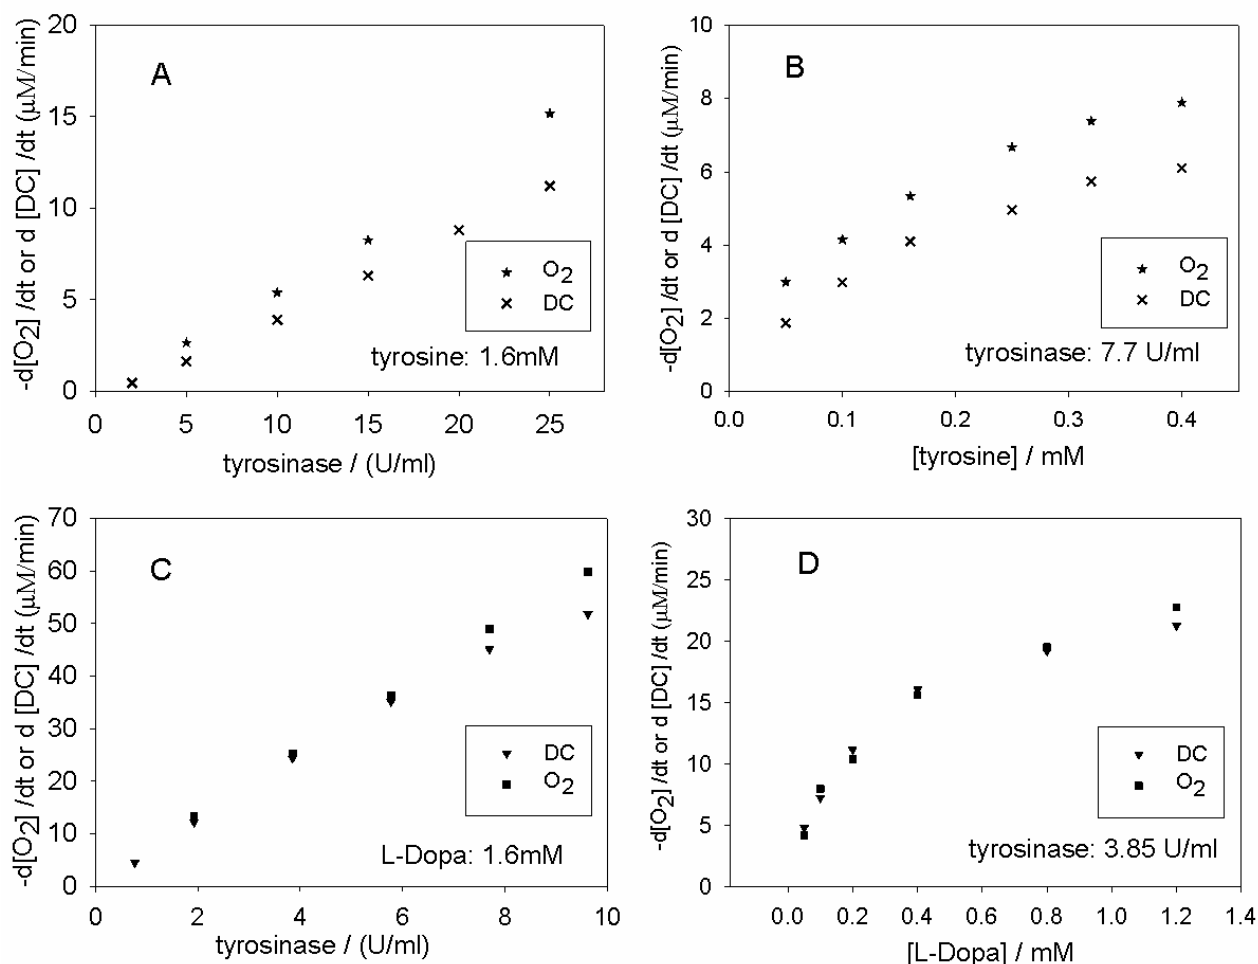 A
-d[O2] /dt or d [DC] /dt (μM/min)
20
15
10
5
0
O2
DC
tyrosine: 1.6mM
0 5 10 15 20 25
tyrosinase / (U/ml)
B
-d[O2] /dt or d [DC] /dt (μM/min)
10
8
6
4
2
0
O2
DC
tyrosinase: 7.7 U/ml
0.0 0.1 0.2 0.3 0.4
[tyrosine] / mM
C
-d[O2] /dt or d [DC] /dt (μM/min)
70
60
50
40
30
20
10
0
DC
O2
L-Dopa: 1.6mM
0 2 4 6 8 10
tyrosinase / (U/ml)
D
-d[O2] /dt or d [DC] /dt (μM/min)
30
25
20
15
10
5
0
DC
O2
tyrosinase: 3.85 U/ml
0.0 0.2 0.4 0.6 0.8 1.0 1.2 1.4
[L-Dopa] / mM